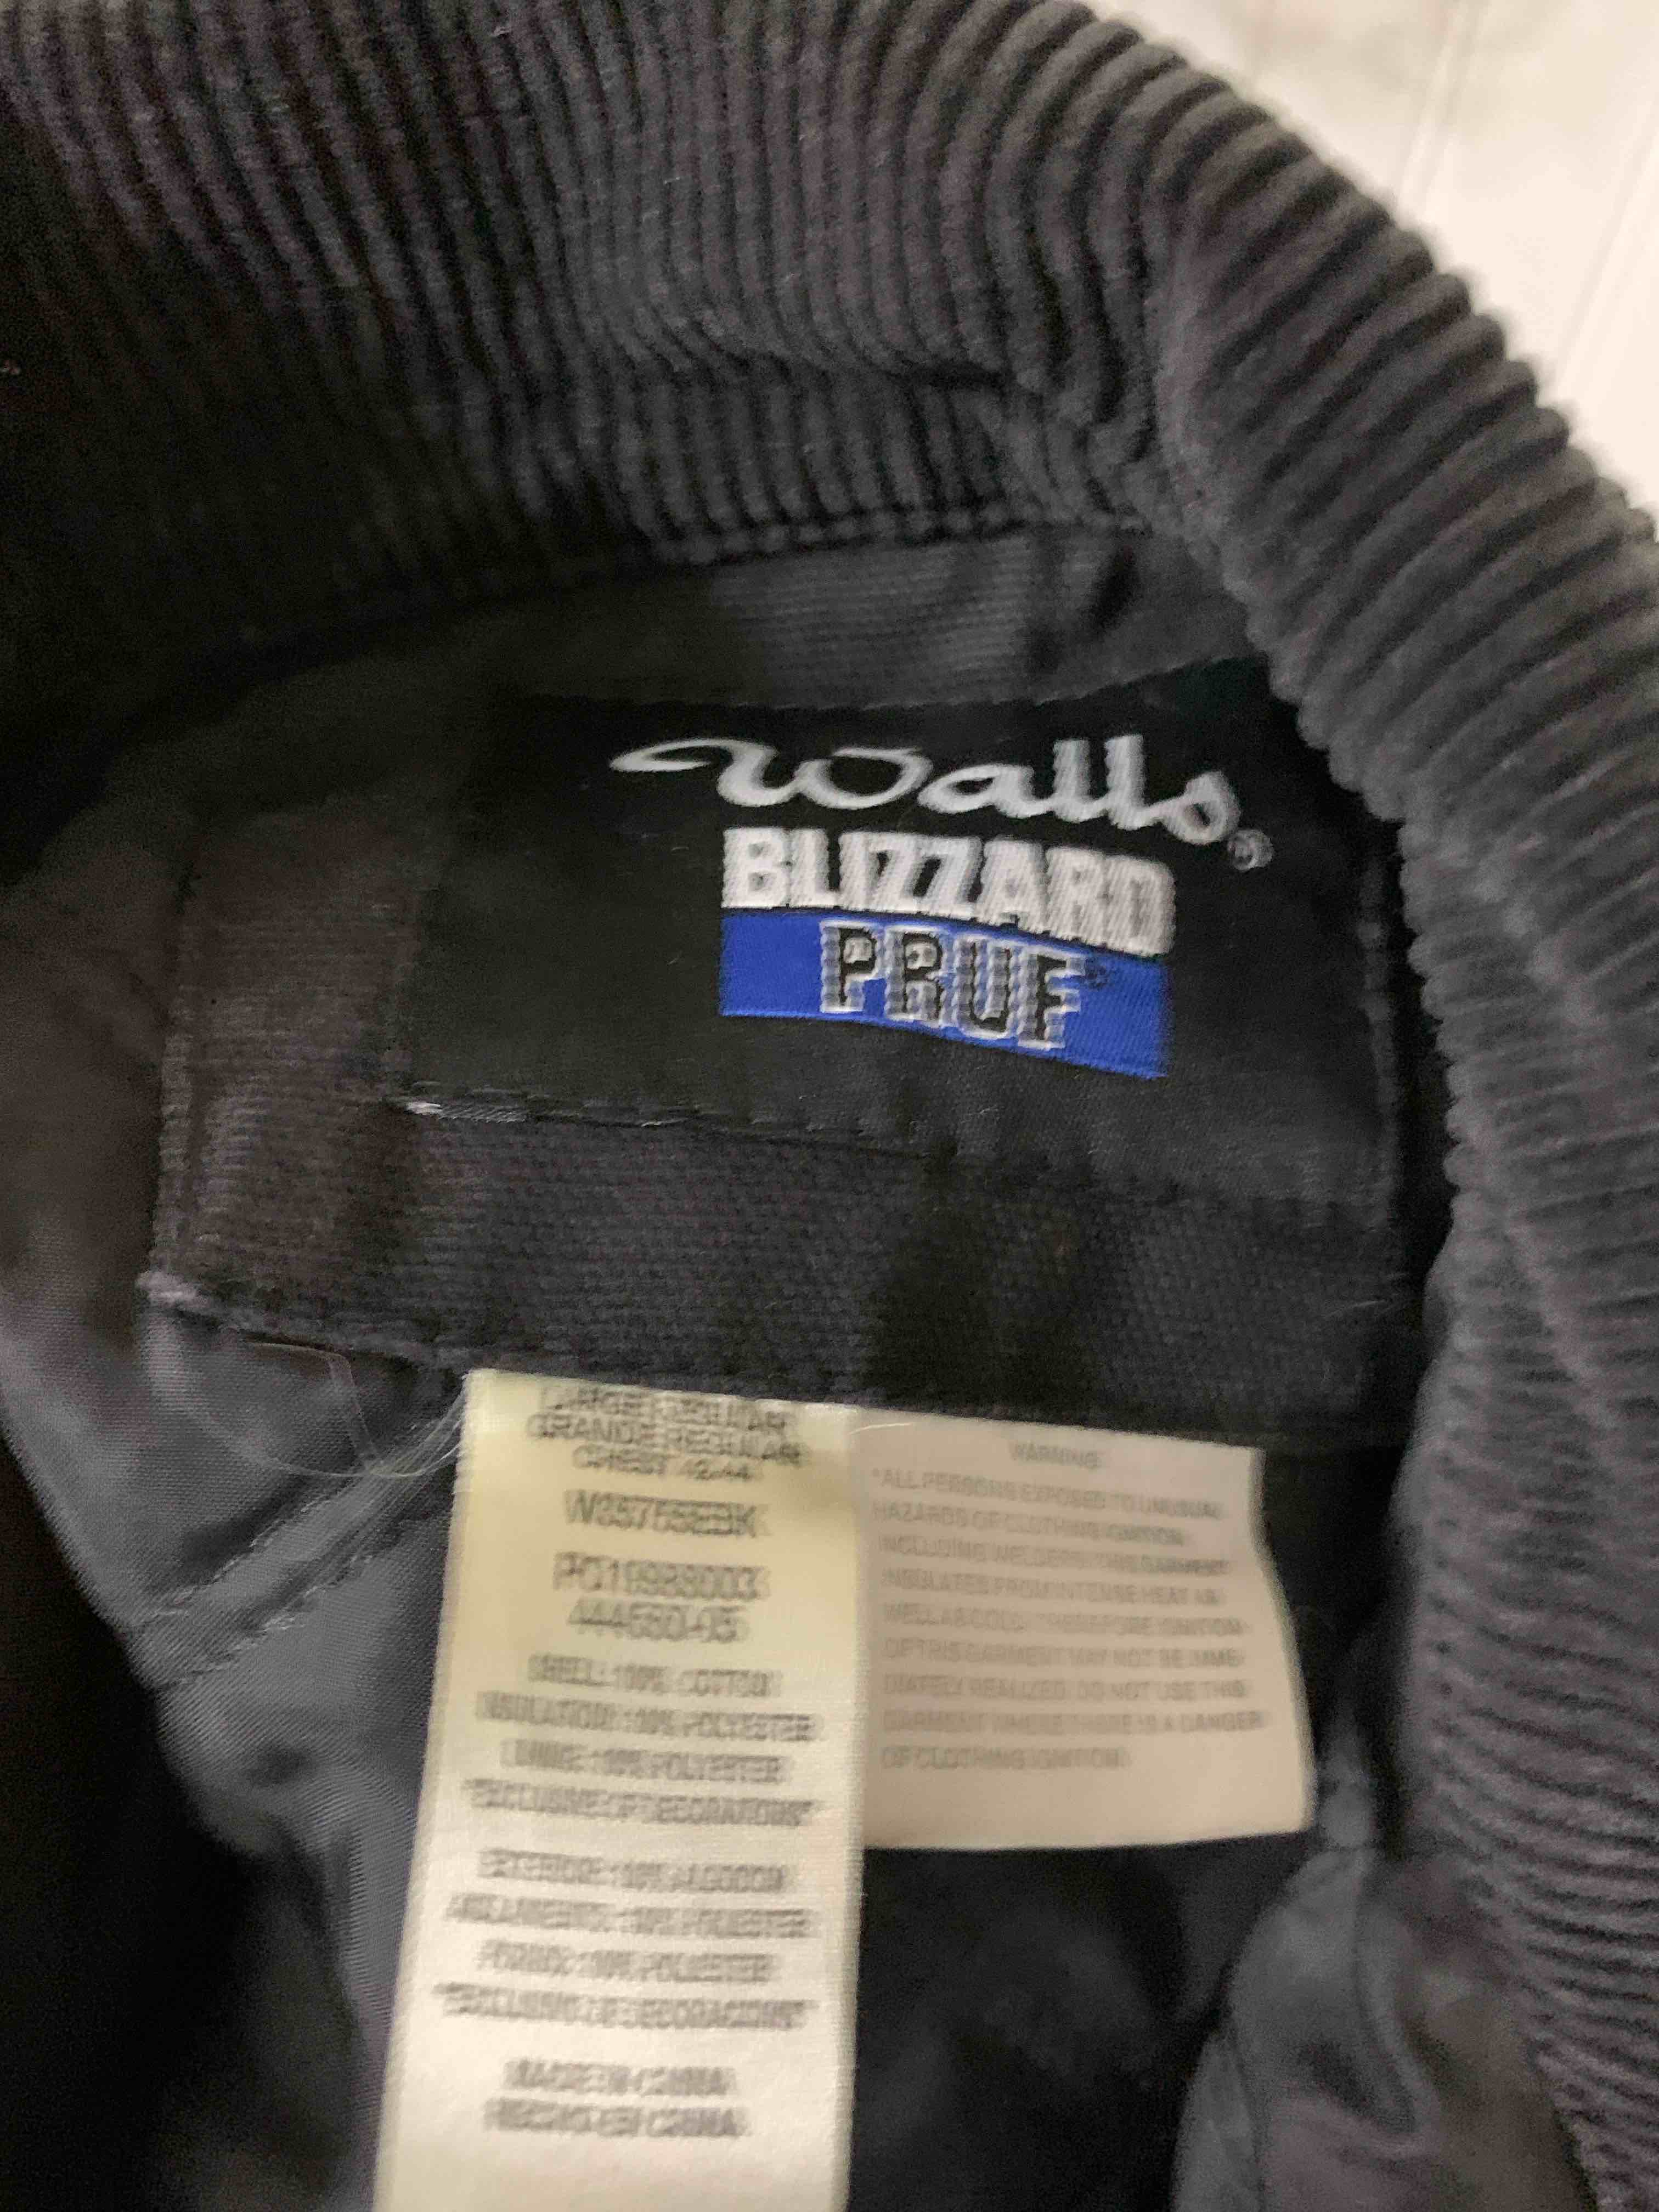 Walls®
BLIZZARD
PRUF®
LARGE REGULAR
GRANDE REGULAR
CHEST 42-44
W35755EBK
SHELL: 100% COTTON
INSULATION: 100% POLYESTER
LINING: 100% POLYESTER
"EXCLUSIVE OF DECORATIONS"
EXTERIOR: 100% ALGODON
AISLAMIENTO: 100% POLIESTER
FORRO: 100% POLIESTER
"EXCLUSIVO DE DECORACIONES"
MADE IN CHINA
HECHO EN CHINA
WARNING
"ALL PERSONS EXPOSED TO UNUSUAL
HAZARDS OF CLOTHING IGNITION
INCLUDING WELDERS: THIS GARMENT
INSULATES FROM INTENSE HEAT AS
WELL AS COLD. THEREFORE IGNITION
OF THIS GARMENT MAY NOT BE IMME-
DIATELY REALIZED. DO NOT USE THIS
GARMENT WHERE THERE IS A DANGER
OF CLOTHING IGNITION.